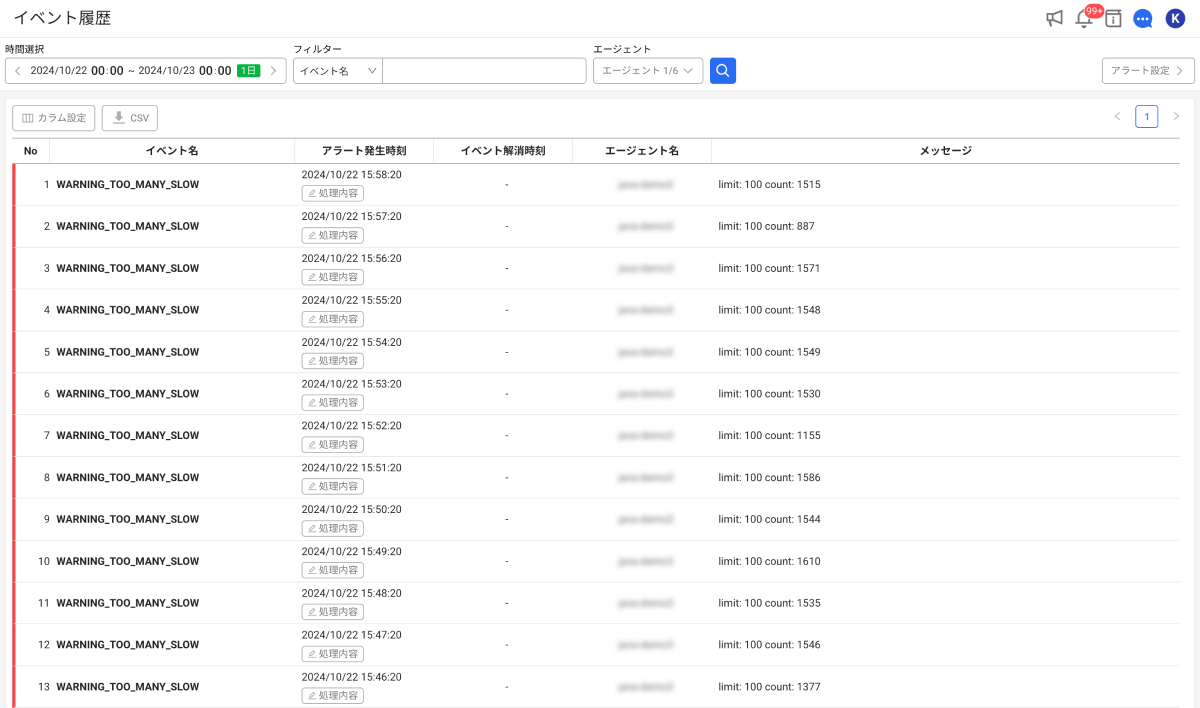 イベント履歴
99+
K
時間選択 フィルター エージェント
2024/10/22 00:00 ~ 2024/10/23 00:00 1日 イベント名 エージェント 1/6 アラート設定
カラム設定 CSV 1
No イベント名 アラート発生時刻 イベント解消時刻 エージェント名 メッセージ
1 WARNING_TOO_MANY_SLOW 2024/10/22 15:58:20 - limit: 100 count: 1515
処理内容
2 WARNING_TOO_MANY_SLOW 2024/10/22 15:57:20 - limit: 100 count: 887
処理内容
3 WARNING_TOO_MANY_SLOW 2024/10/22 15:56:20 - limit: 100 count: 1571
処理内容
4 WARNING_TOO_MANY_SLOW 2024/10/22 15:55:20 - limit: 100 count: 1548
処理内容
5 WARNING_TOO_MANY_SLOW 2024/10/22 15:54:20 - limit: 100 count: 1549
処理内容
6 WARNING_TOO_MANY_SLOW 2024/10/22 15:53:20 - limit: 100 count: 1530
処理内容
7 WARNING_TOO_MANY_SLOW 2024/10/22 15:52:20 - limit: 100 count: 1155
処理内容
8 WARNING_TOO_MANY_SLOW 2024/10/22 15:51:20 - limit: 100 count: 1586
処理内容
9 WARNING_TOO_MANY_SLOW 2024/10/22 15:50:20 - limit: 100 count: 1544
処理内容
10 WARNING_TOO_MANY_SLOW 2024/10/22 15:49:20 - limit: 100 count: 1610
処理内容
11 WARNING_TOO_MANY_SLOW 2024/10/22 15:48:20 - limit: 100 count: 1535
処理内容
12 WARNING_TOO_MANY_SLOW 2024/10/22 15:47:20 - limit: 100 count: 1546
処理内容
13 WARNING_TOO_MANY_SLOW 2024/10/22 15:46:20 - limit: 100 count: 1377
処理内容